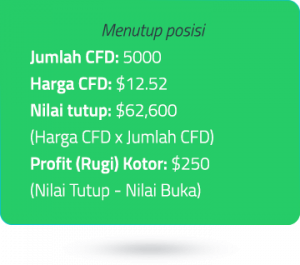 Menutup posisi
Jumlah CFD: 5000
Harga CFD: $12.52
Nilai tutup: $62,600
(Harga CFD x Jumlah CFD)
Profit (Rugi) Kotor: $250
(Nilai Tutup - Nilai Buka)